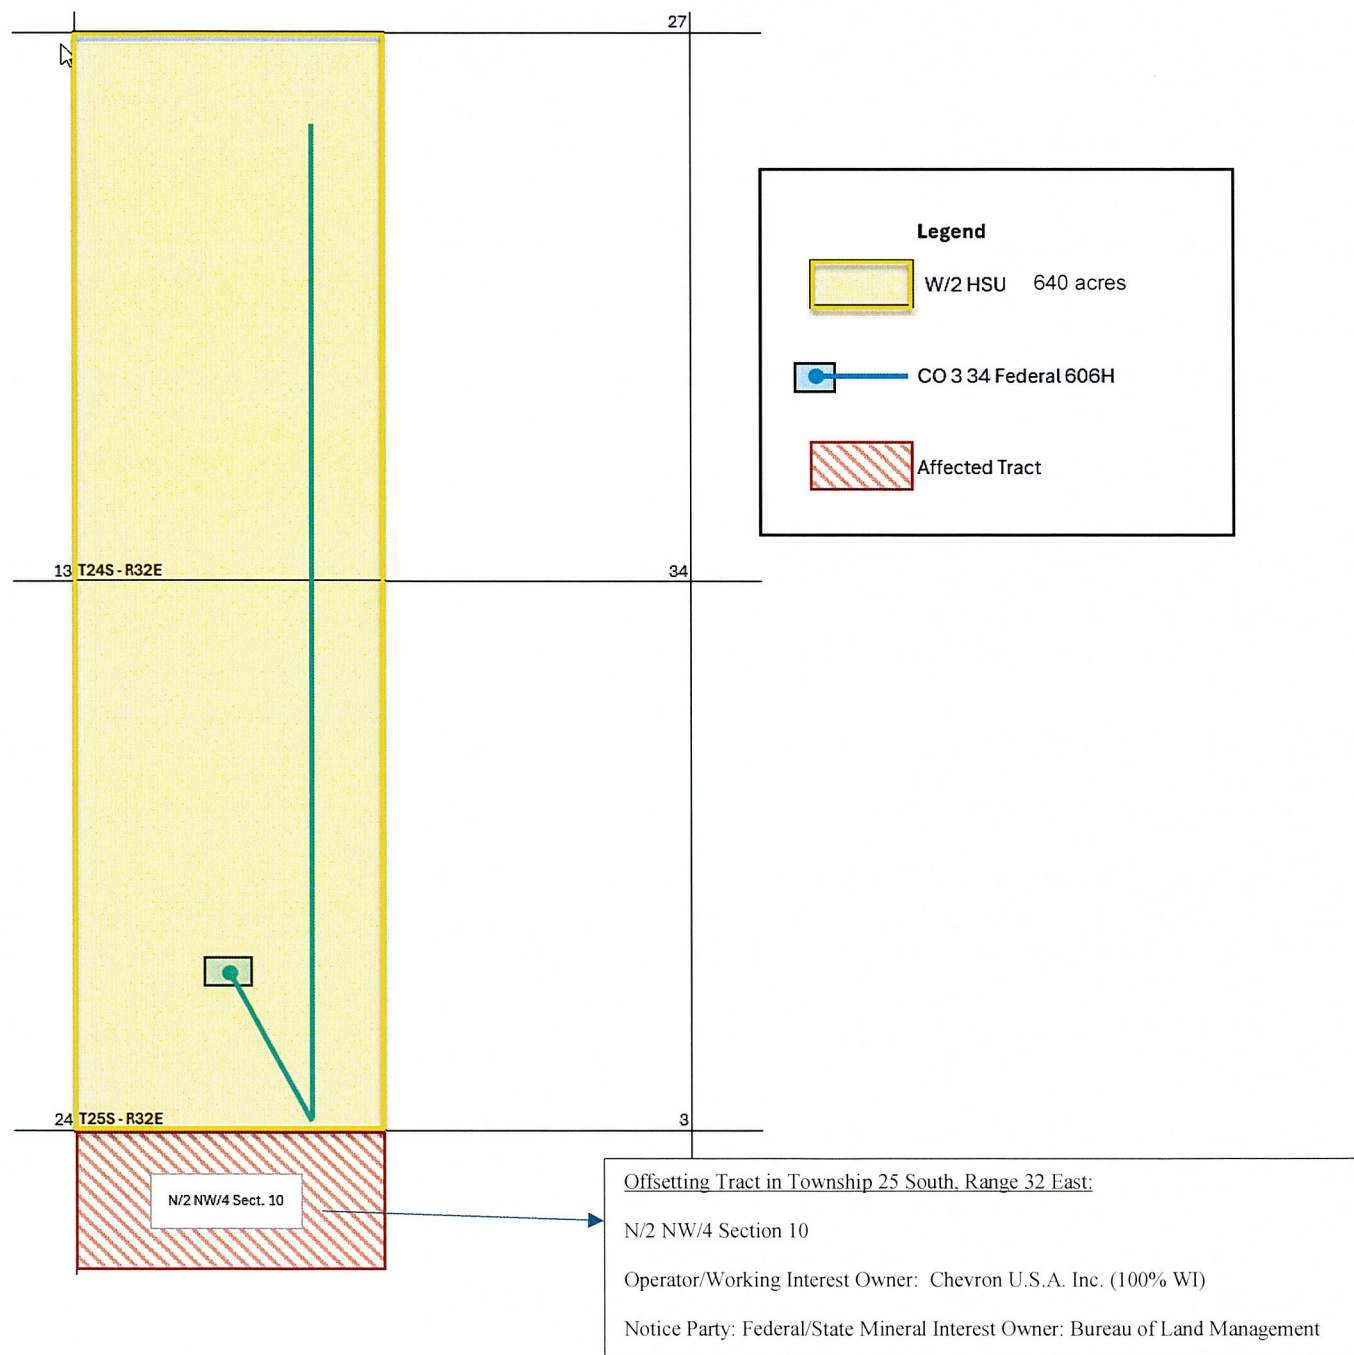 27
Legend
W/2 HSU 640 acres
CO 3 34 Federal 606H
Affected Tract
13 T24S - R32E
34
24 T25S - R32E
3
N/2 NW/4 Sect. 10
Offsetting Tract in Township 25 South, Range 32 East:
N/2 NW/4 Section 10
Operator/Working Interest Owner: Chevron U.S.A. Inc. (100% WI)
Notice Party: Federal/State Mineral Interest Owner: Bureau of Land Management